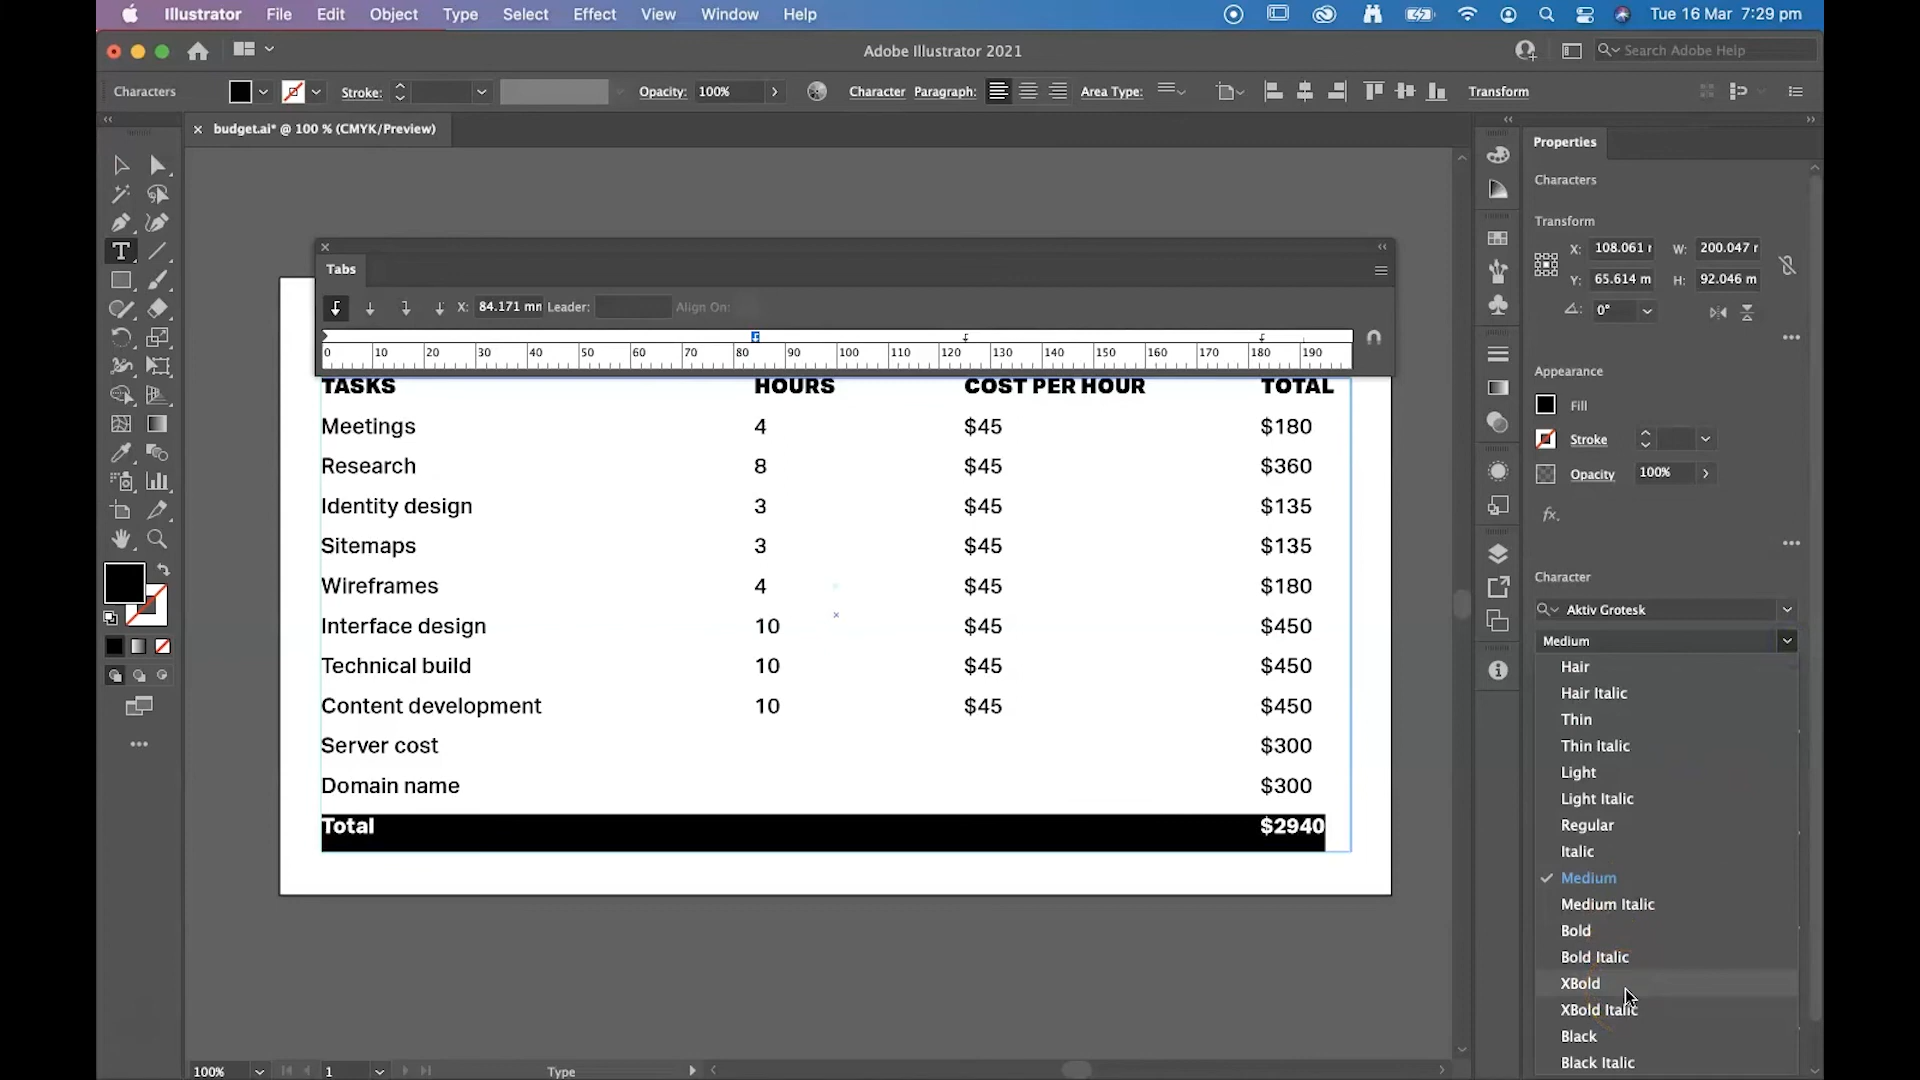 Illustrator File Edit Object Type Select Effect View Window Help Tue 16 Mar 7:29 pm
Adobe Illustrator 2021 Search Adobe Help
Characters Stroke: Opacity: 100% Character Paragraph: Area Type: Transform
budget.ai* @ 100 % (CMYK/Preview)
Tabs
X: 84.171 mm Leader: Align On:
0 10 20 30 40 50 60 70 80 90 100 110 120 130 140 150 160 170 180 190
TASKS HOURS COST PER HOUR TOTAL
Meetings 4 $45 $180
Research 8 $45 $360
Identity design 3 $45 $135
Sitemaps 3 $45 $135
Wireframes 4 $45 $180
Interface design 10 $45 $450
Technical build 10 $45 $450
Content development 10 $45 $450
Server cost $300
Domain name $300
Total $2940
100% 1 Type
Properties
Characters
Transform
X: 108.061 W: 200.047
Y: 65.614 m H: 92.046 m
0°
Appearance
Fill
Stroke
Opacity 100%
fx.
Character
Aktiv Grotesk
Medium
Hair
Hair Italic
Thin
Thin Italic
Light
Light Italic
Regular
Italic
Medium
Medium Italic
Bold
Bold Italic
XBold
XBold Italic
Black
Black Italic